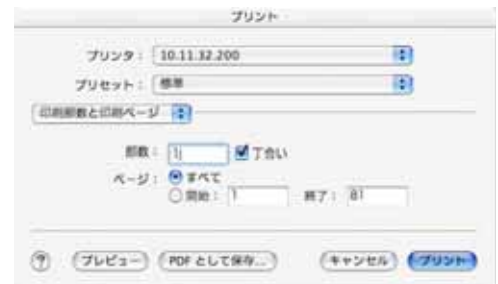 プリント
プリンタ： 10.11.32.200
プリセット： 標準
印刷部数と印刷ページ
部数： 1 丁合い
ページ： すべて
開始： 1 終了： 81
? プレビュー PDF として保存... キャンセル プリント